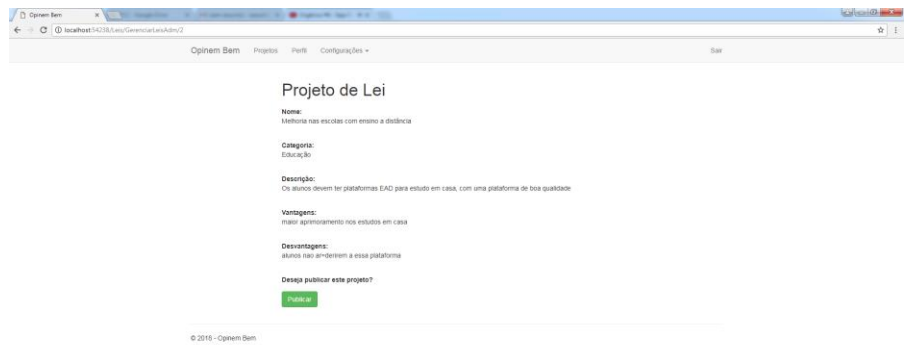 Opinem Bem
localhost:54238/Leis/GerenciarLeisAdm/2
Opinem Bem Projetos Perfil Configurações Sair
Projeto de Lei
Nome:
Melhoria nas escolas com ensino a distância
Categoria:
Educação
Descrição:
Os alunos devem ter plataformas EAD para estudo em casa, com uma plataforma de boa qualidade
Vantagens:
maior aprimoramento nos estudos em casa
Desvantagens:
alunos nao ar=derirem a essa plataforma
Deseja publicar este projeto?
Publicar
© 2016 - Opinem Bem